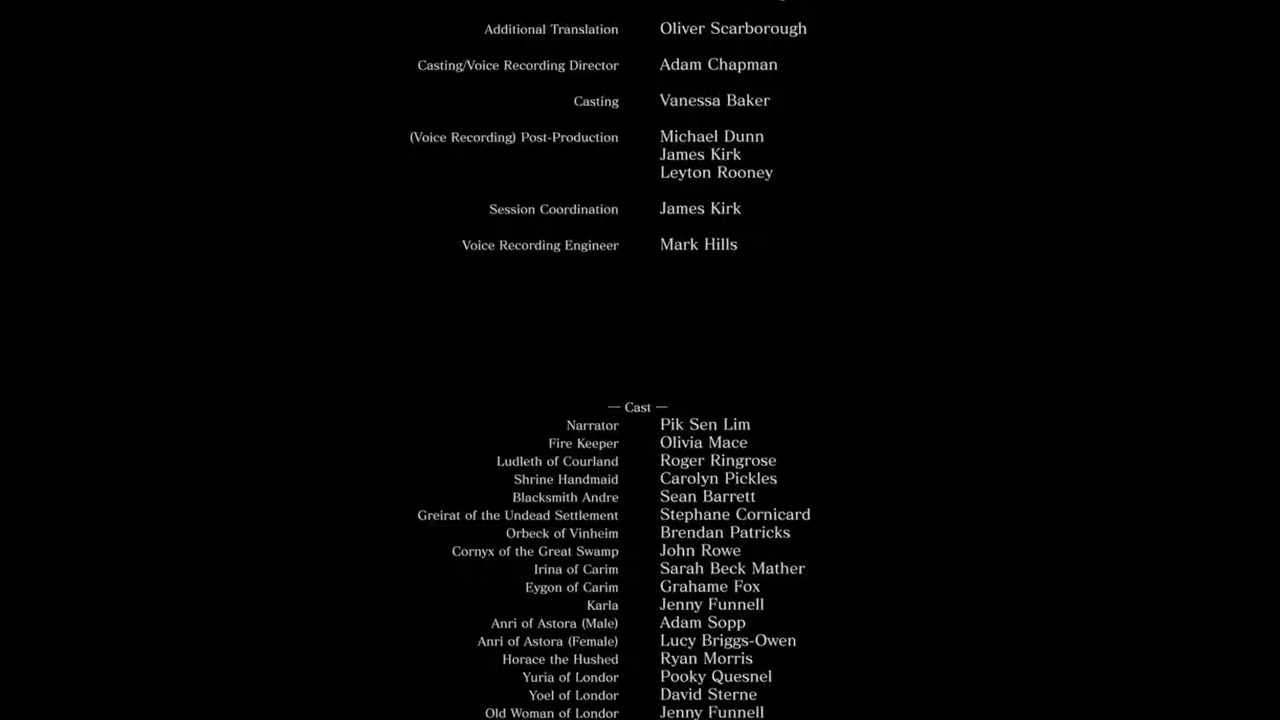 Additional Translation Oliver Scarborough
Casting/Voice Recording Director Adam Chapman
Casting Vanessa Baker
(Voice Recording) Post-Production Michael Dunn
James Kirk
Leyton Rooney
Session Coordination James Kirk
Voice Recording Engineer Mark Hills
— Cast —
Narrator Pik Sen Lim
Fire Keeper Olivia Mace
Ludleth of Courland Roger Ringrose
Shrine Handmaid Carolyn Pickles
Blacksmith Andre Sean Barrett
Greirat of the Undead Settlement Stephane Cornicard
Orbeck of Vinheim Brendan Patricks
Cornyx of the Great Swamp John Rowe
Irina of Carim Sarah Beck Mather
Eygon of Carim Grahame Fox
Karla Jenny Funnell
Anri of Astora (Male) Adam Sopp
Anri of Astora (Female) Lucy Briggs-Owen
Horace the Hushed Ryan Morris
Yuria of Londor Pooky Quesnel
Yoel of Londor David Sterne
Old Woman of Londor Jenny Funnell